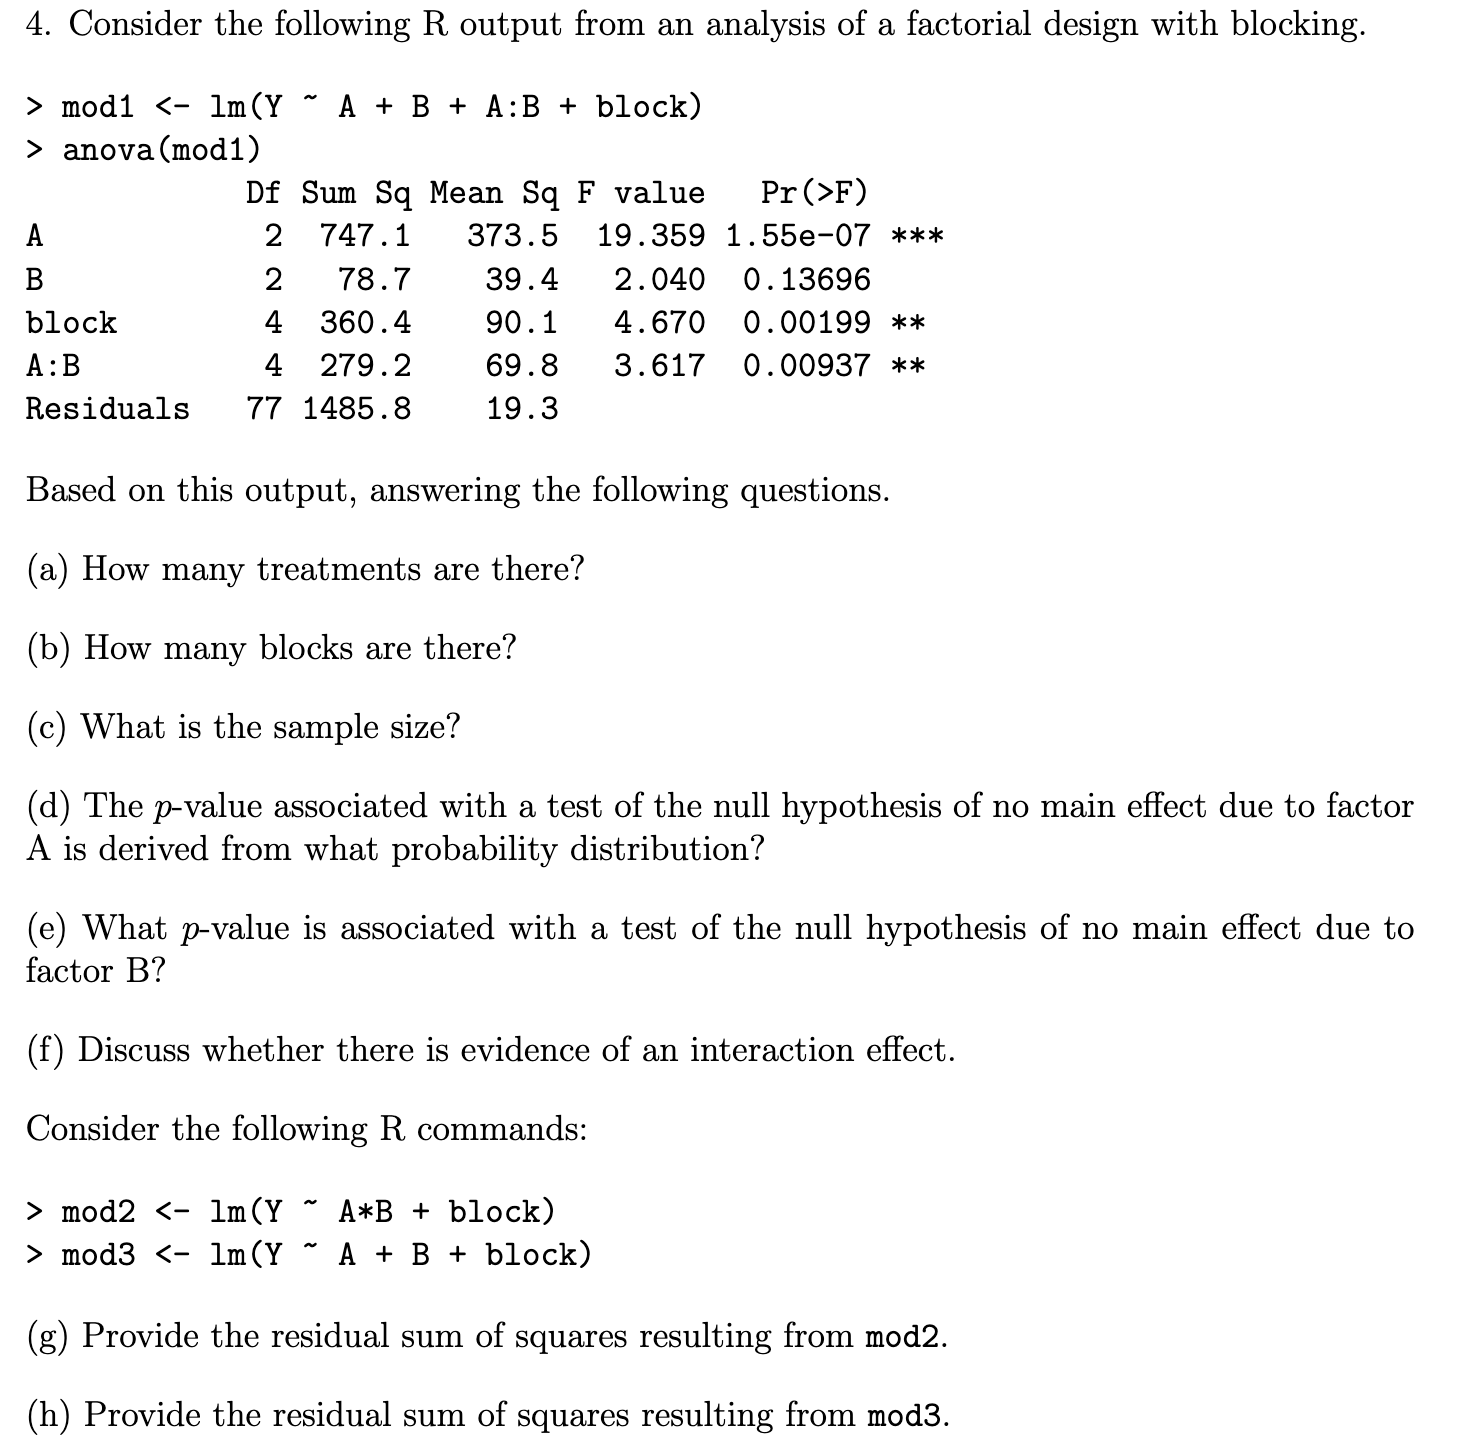 4. Consider the following R output from an analysis of a factorial design with blocking.
> mod1 <- lm(Y ~ A + B + A:B + block)
> anova(mod1)
Df Sum Sq Mean Sq F value Pr(>F)
A 2 747.1 373.5 19.359 1.55e-07 ***
B 2 78.7 39.4 2.040 0.13696
block 4 360.4 90.1 4.670 0.00199 **
A:B 4 279.2 69.8 3.617 0.00937 **
Residuals 77 1485.8 19.3
Based on this output, answering the following questions.
(a) How many treatments are there?
(b) How many blocks are there?
(c) What is the sample size?
(d) The p-value associated with a test of the null hypothesis of no main effect due to factor
A is derived from what probability distribution?
(e) What p-value is associated with a test of the null hypothesis of no main effect due to
factor B?
(f) Discuss whether there is evidence of an interaction effect.
Consider the following R commands:
> mod2 <- lm(Y ~ A*B + block)
> mod3 <- lm(Y ~ A + B + block)
(g) Provide the residual sum of squares resulting from mod2.
(h) Provide the residual sum of squares resulting from mod3.